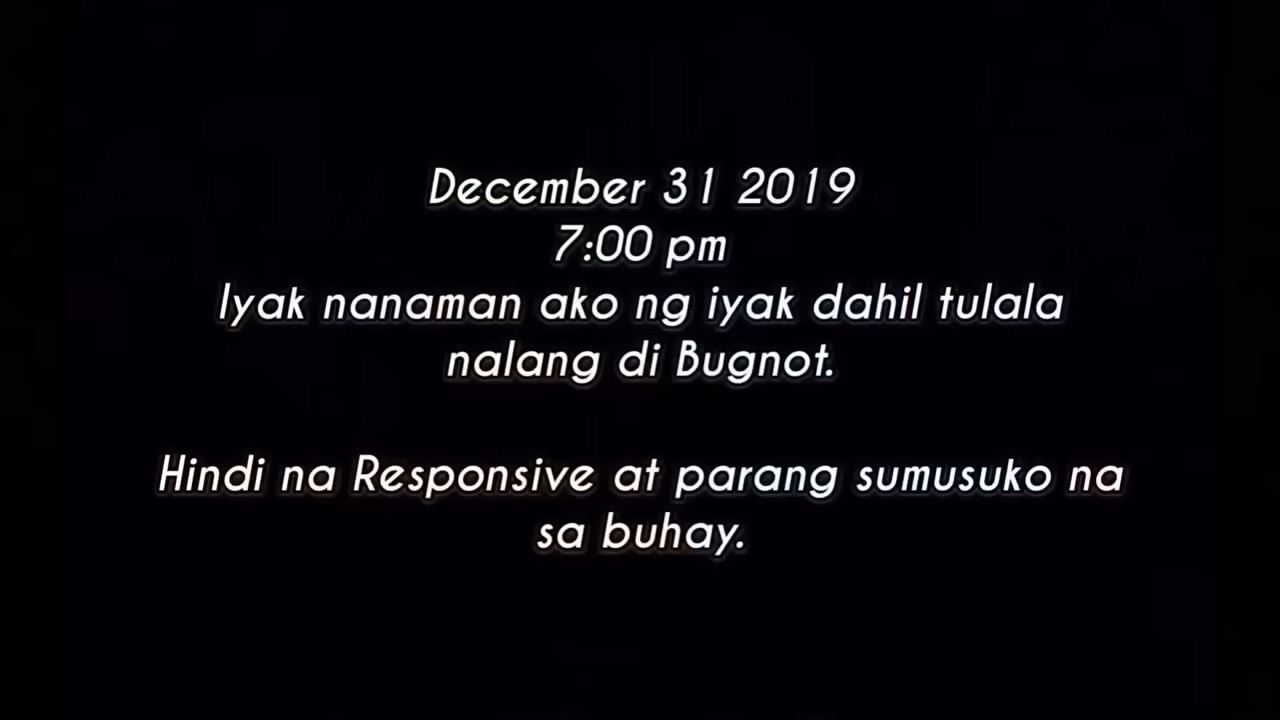 December 31 2019
7:00 pm
Iyak nanaman ako ng iyak dahil tulala
nalang di Bugnot.
Hindi na Responsive at parang sumusuko na
sa buhay.